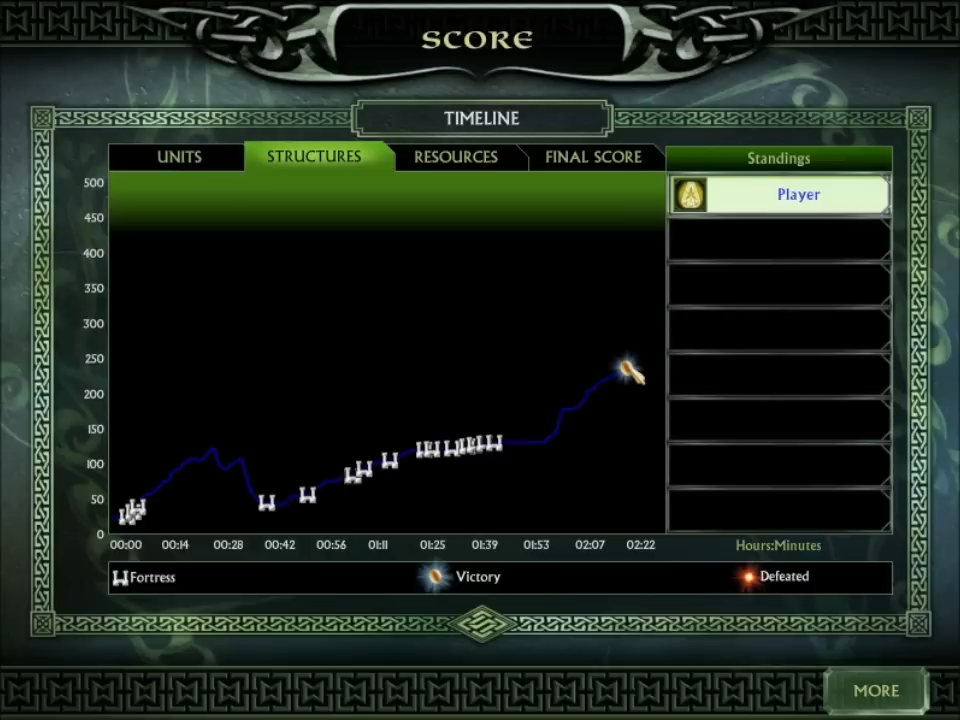 SCORE
TIMELINE
UNITS
STRUCTURES
RESOURCES
FINAL SCORE
Standings
Player
500
450
400
350
300
250
200
150
100
50
0
00:00 00:14 00:28 00:42 00:56 01:11 01:25 01:39 01:53 02:07 02:22
Hours:Minutes
Fortress
Victory
Defeated
MORE